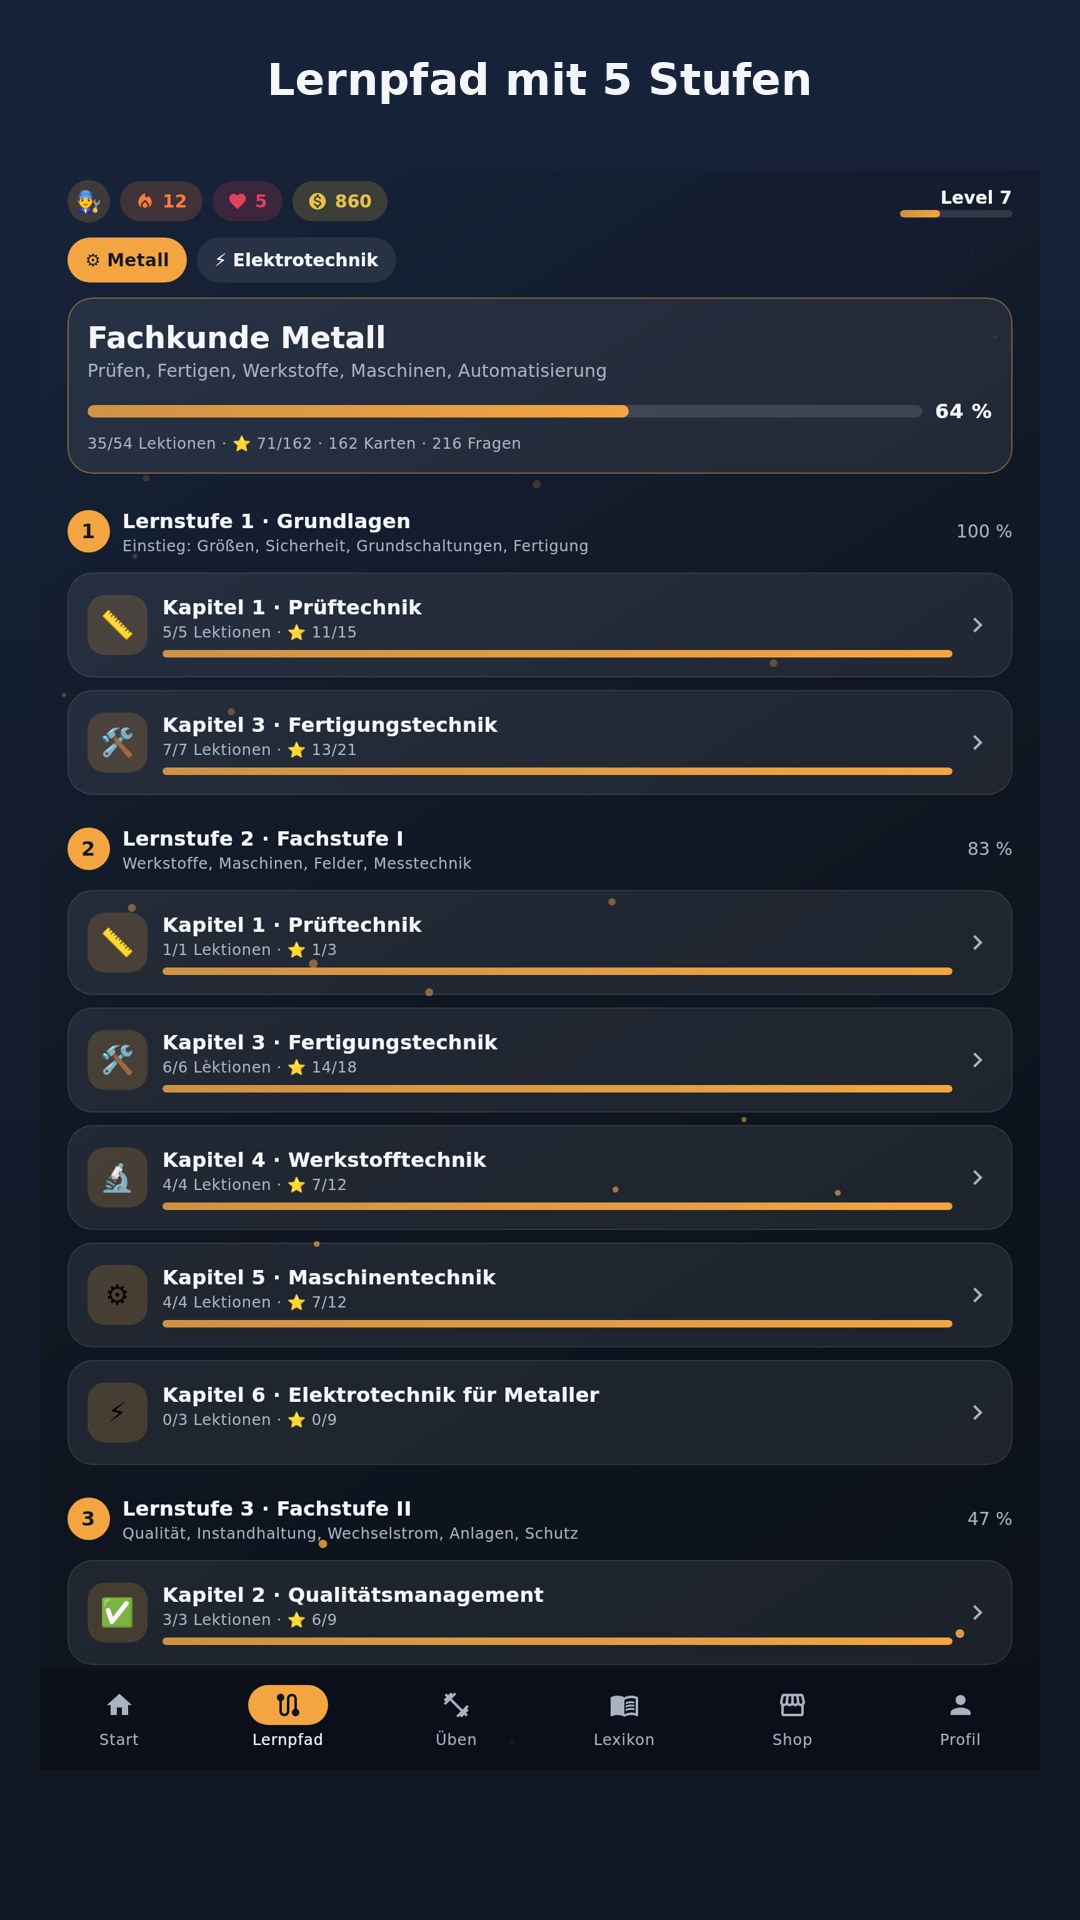 Lernpfad mit 5 Stufen
12 5 860 Level 7
Metall Elektrotechnik
Fachkunde Metall
Prüfen, Fertigen, Werkstoffe, Maschinen, Automatisierung
64 %
35/54 Lektionen · ⭐ 71/162 · 162 Karten · 216 Fragen
1 Lernstufe 1 · Grundlagen 100 %
Einstieg: Größen, Sicherheit, Grundschaltungen, Fertigung
Kapitel 1 · Prüftechnik
5/5 Lektionen · ⭐ 11/15
Kapitel 3 · Fertigungstechnik
7/7 Lektionen · ⭐ 13/21
2 Lernstufe 2 · Fachstufe I 83 %
Werkstoffe, Maschinen, Felder, Messtechnik
Kapitel 1 · Prüftechnik
1/1 Lektionen · ⭐ 1/3
Kapitel 3 · Fertigungstechnik
6/6 Lektionen · ⭐ 14/18
Kapitel 4 · Werkstofftechnik
4/4 Lektionen · ⭐ 7/12
Kapitel 5 · Maschinentechnik
4/4 Lektionen · ⭐ 7/12
Kapitel 6 · Elektrotechnik für Metaller
0/3 Lektionen · ⭐ 0/9
3 Lernstufe 3 · Fachstufe II 47 %
Qualität, Instandhaltung, Wechselstrom, Anlagen, Schutz
Kapitel 2 · Qualitätsmanagement
3/3 Lektionen · ⭐ 6/9
Start Lernpfad Üben Lexikon Shop Profil